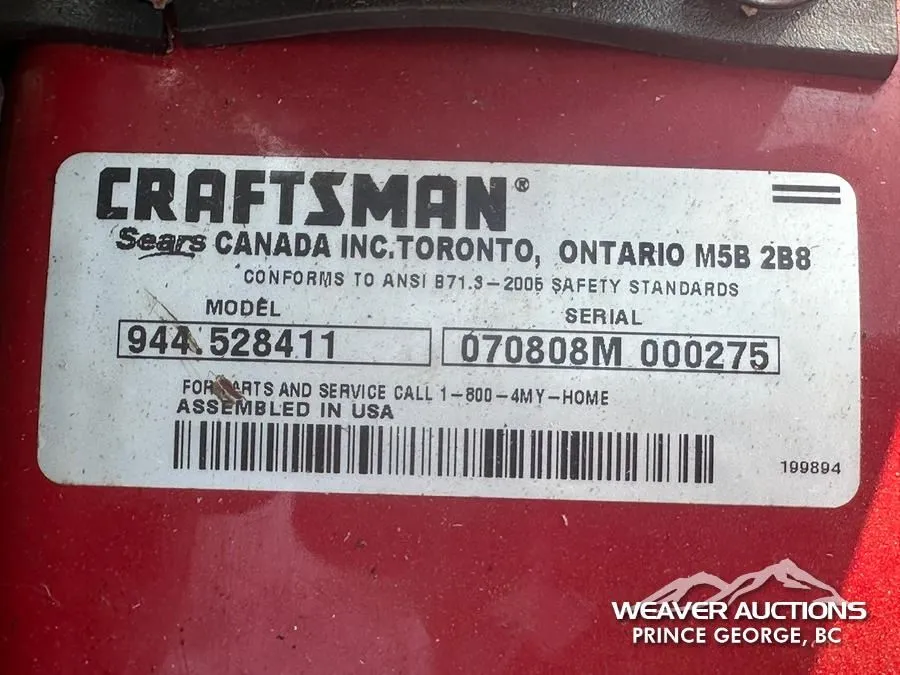 CRAFTSMAN®
Sears CANADA INC. TORONTO, ONTARIO M5B 2B8
CONFORMS TO ANSI B71.3-2005 SAFETY STANDARDS
MODEL SERIAL
944.528411 070808M 000275
FOR PARTS AND SERVICE CALL 1-800-4MY-HOME
ASSEMBLED IN USA
199894
WEAVER AUCTIONS
PRINCE GEORGE, BC